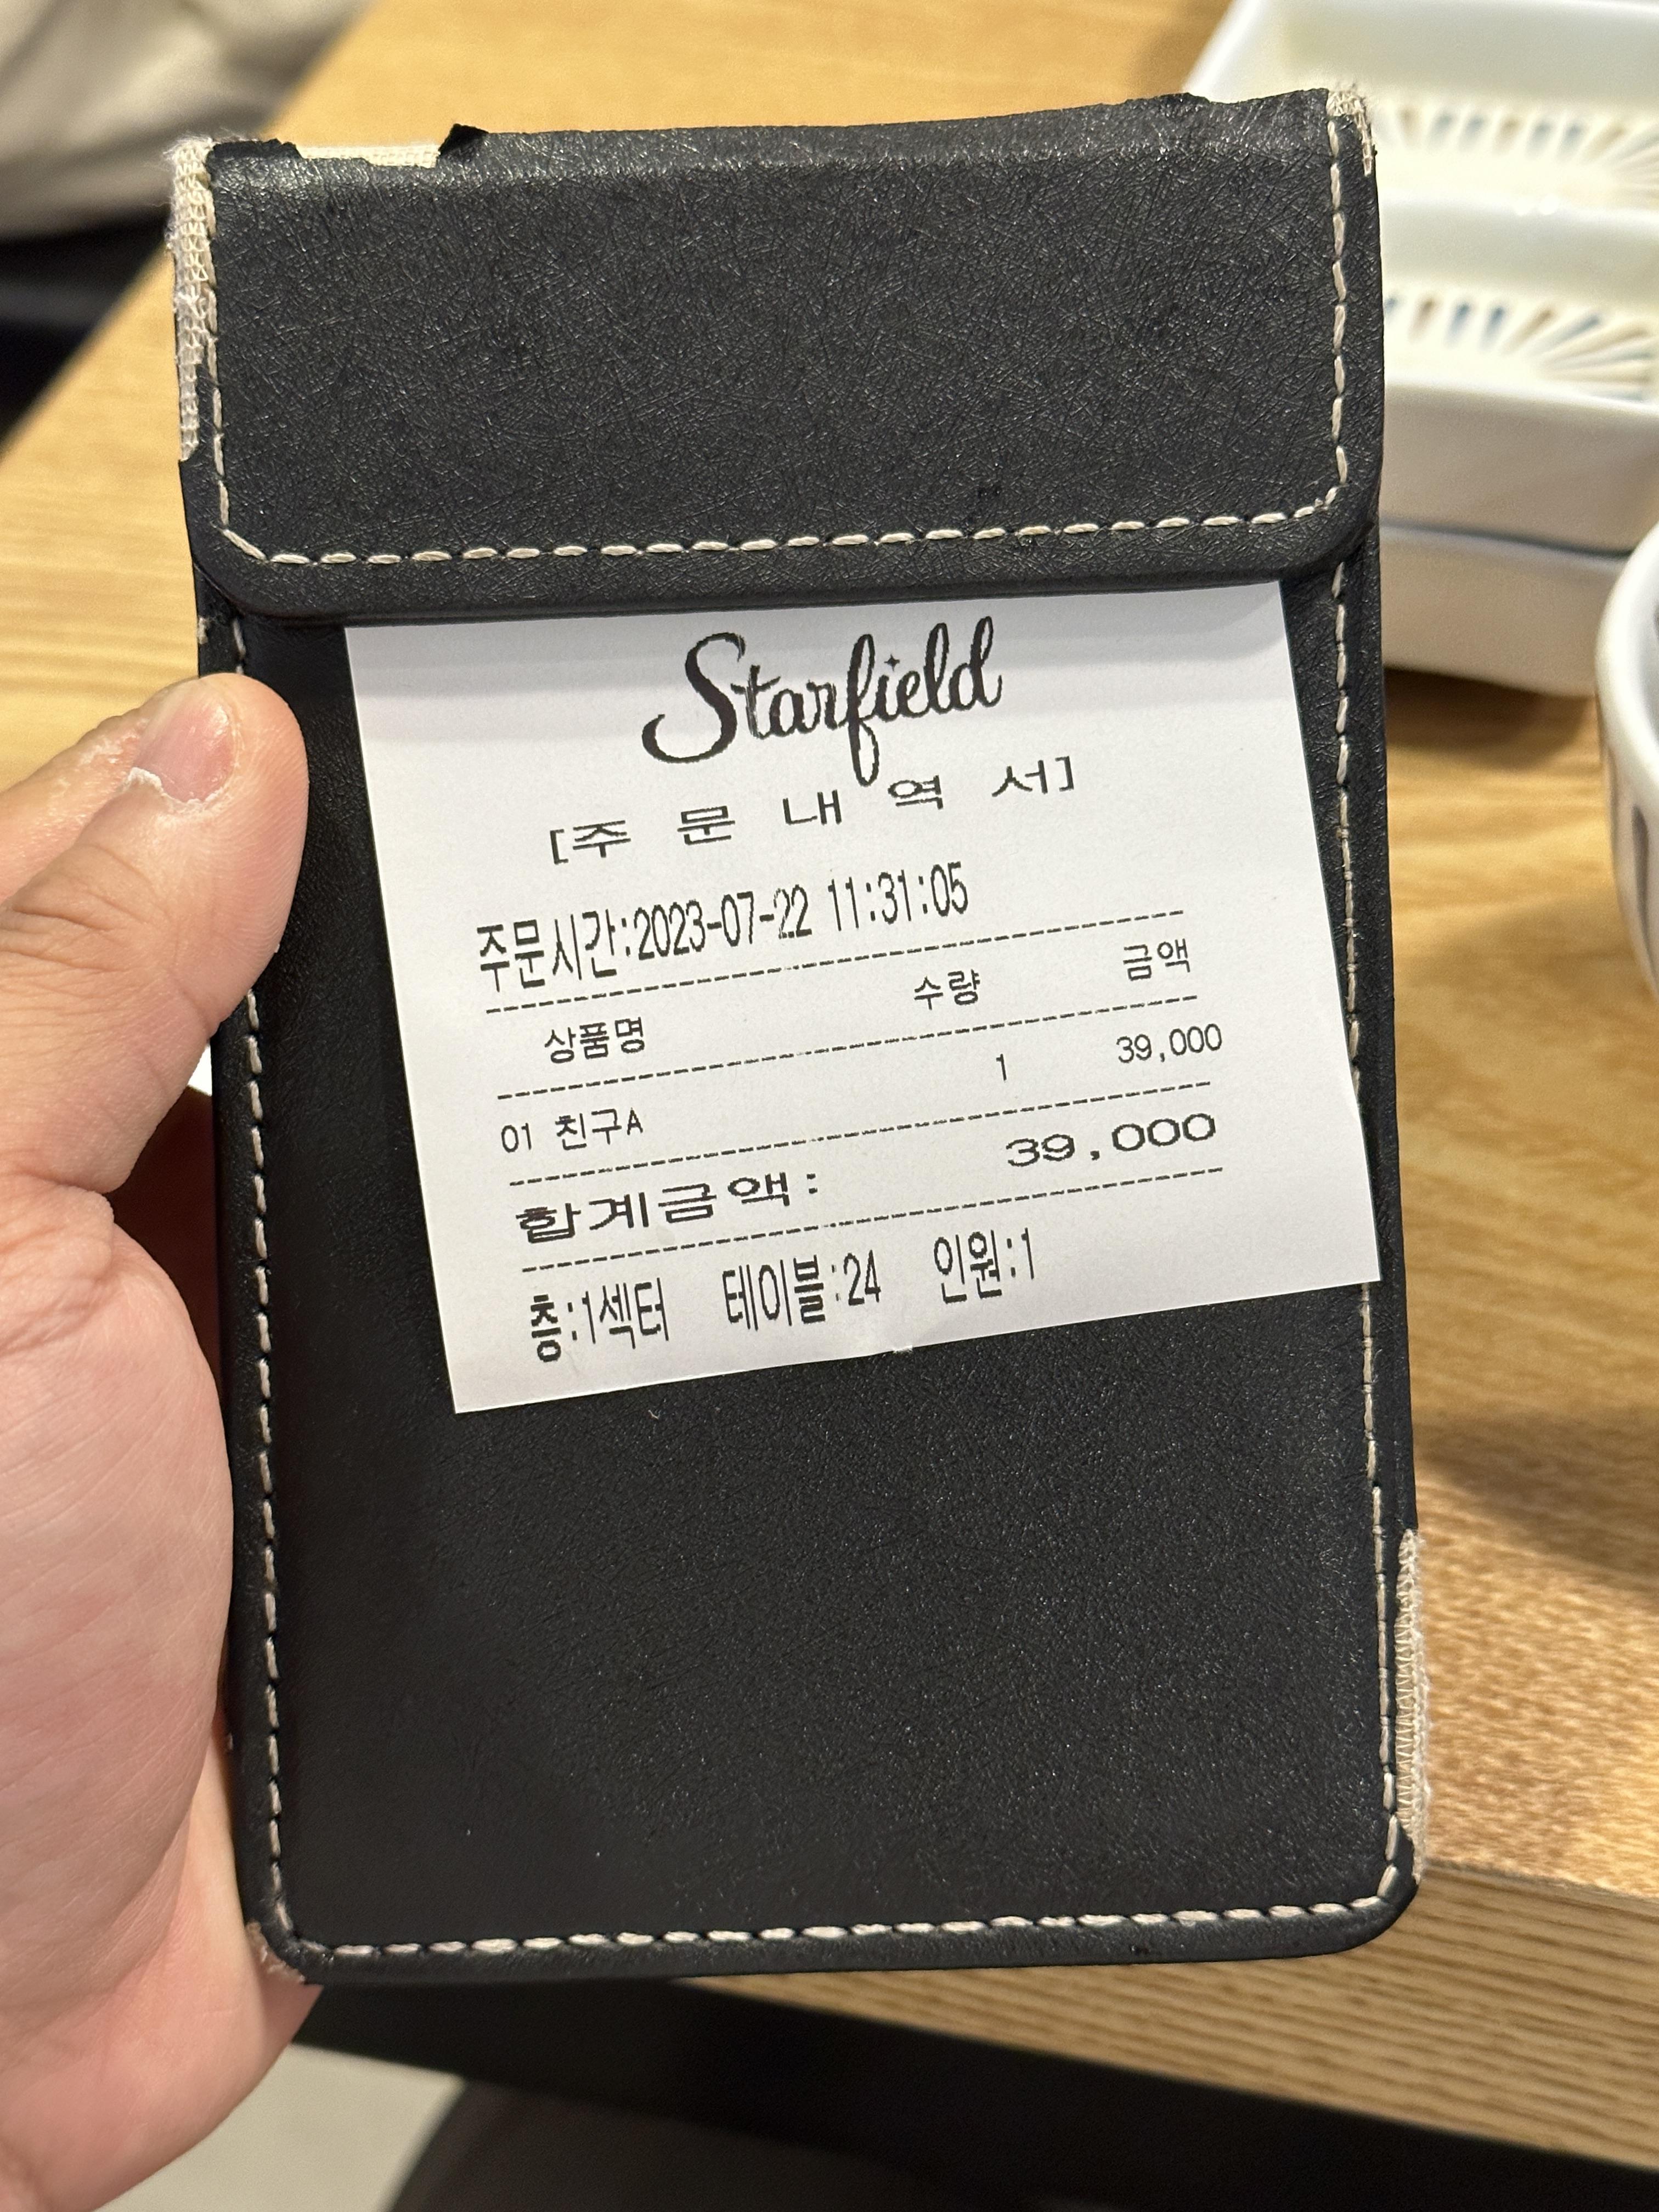 Starfield
[주 문 내 역 서]
주문시간:2023-07-22 11:31:05
상품명 수량 금액
01 친구A 1 39,000
합계금액: 39,000
층:1섹터 테이블:24 인원:1